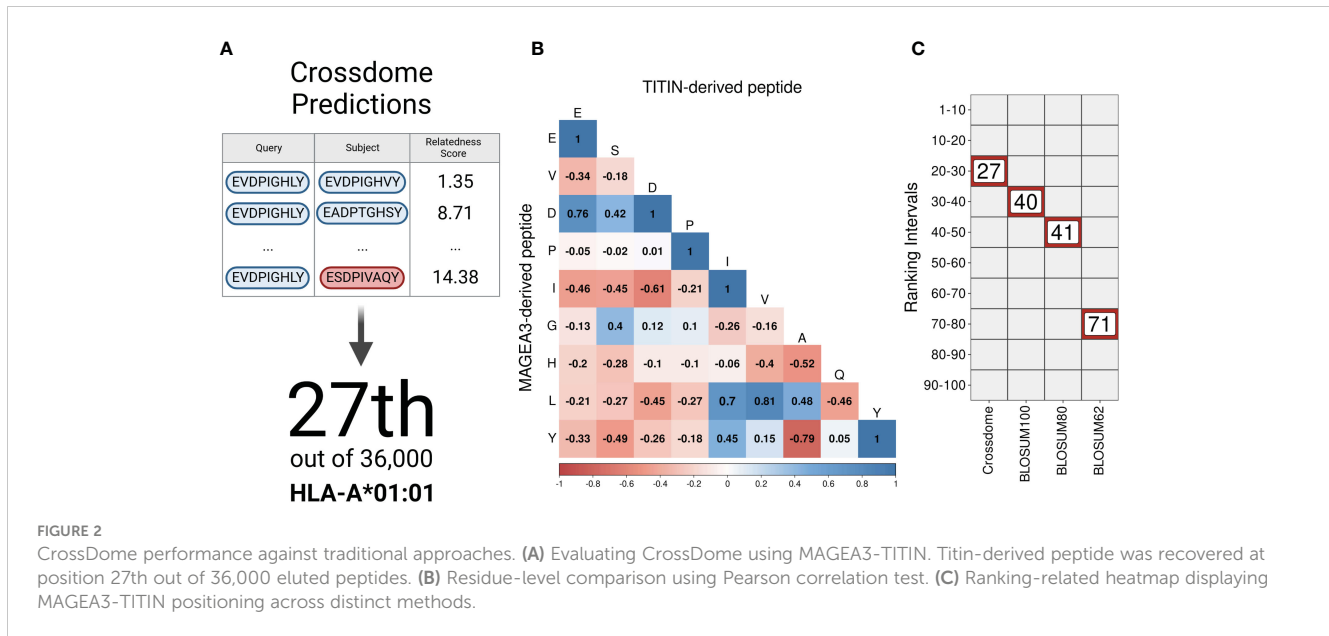 A
Crossdome
Predictions
Query Subject Relatedness
Score
EVDPIGHLY EVDPIGHVY 1.35
EVDPIGHLY EADPTGHSY 8.71
... ... ...
EVDPIGHLY ESDPIVAQY 14.38
27th
out of 36,000
HLA-A*01:01
B
TITIN-derived peptide
MAGEA3-derived peptide
E
E 1
S
V -0.34 -0.18
D
D 0.76 0.42 1
P
P -0.05 -0.02 0.01 1
I
I -0.46 -0.45 -0.61 -0.21 1
V
G -0.13 0.4 0.12 0.1 -0.26 -0.16
A
H -0.2 -0.28 -0.1 -0.1 -0.06 -0.4 -0.52
Q
L -0.21 -0.27 -0.45 -0.27 0.7 0.81 0.48 -0.46
Y
Y -0.33 -0.49 -0.26 -0.18 0.45 0.15 -0.79 0.05 1
-1 -0.8 -0.6 -0.4 -0.2 0 0.2 0.4 0.6 0.8 1
C
Ranking Intervals
1-10
10-20
20-30 27
30-40 40
40-50 41
50-60
60-70
70-80 71
80-90
90-100
Crossdome BLOSUM100 BLOSUM80 BLOSUM62
FIGURE 2
CrossDome performance against traditional approaches. (A) Evaluating CrossDome using MAGEA3-TITIN. Titin-derived peptide was recovered at
position 27th out of 36,000 eluted peptides. (B) Residue-level comparison using Pearson correlation test. (C) Ranking-related heatmap displaying
MAGEA3-TITIN positioning across distinct methods.